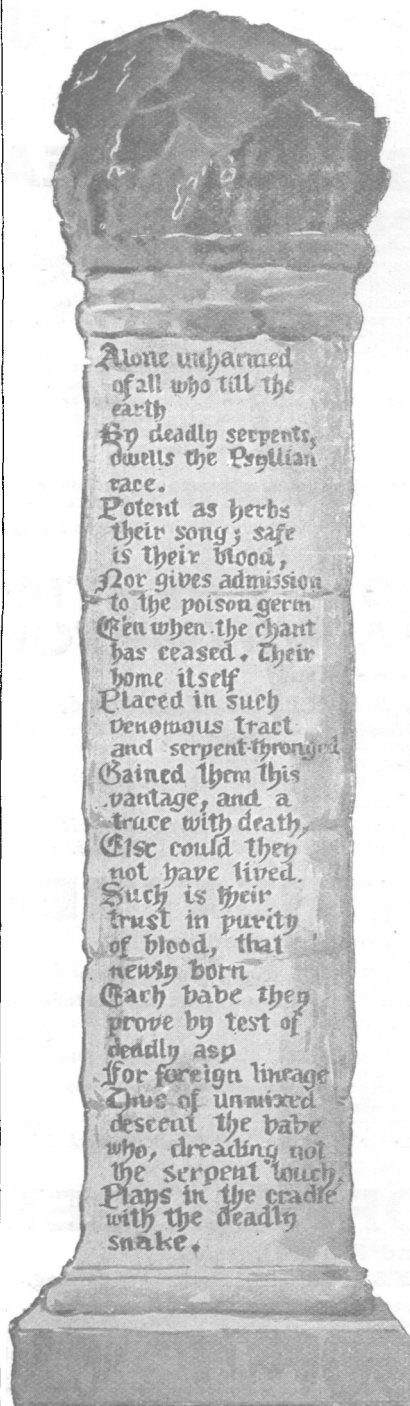 Alone unharmed
of all who till the
earth
By deadly serpents,
dwells the Psyllian
race.
Potent as herbs
their song; safe
is their blood,
Nor gives admission
to the poison germ
E'en when the chant
has ceased. Their
home itself
Placed in such
venomous tract
and serpent-thronged
Gained them this
vantage, and a
truce with death,
Else could they
not have lived.
Such is their
trust in purity
of blood, that
newly born
Each babe they
prove by test of
deadly asp
For foreign lineage
Thus of unmixed
descent the babe
who, dreading not
the serpent touch,
Plays in the cradle
with the deadly
snake.